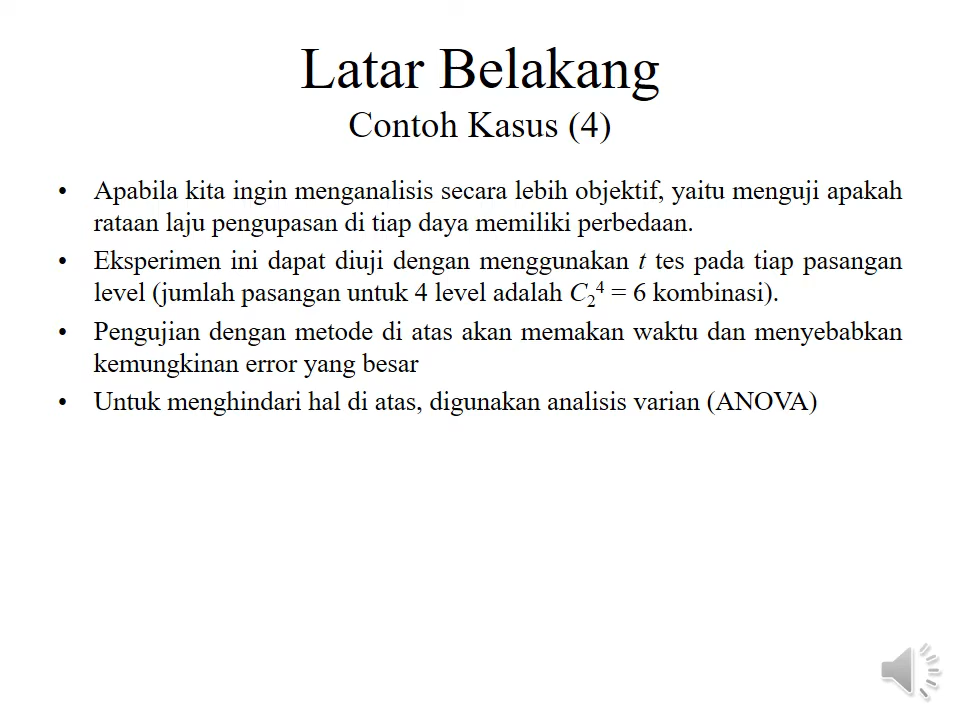 Latar Belakang
Contoh Kasus (4)
• Apabila kita ingin menganalisis secara lebih objektif, yaitu menguji apakah
rataan laju pengupasan di tiap daya memiliki perbedaan.
• Eksperimen ini dapat diuji dengan menggunakan t tes pada tiap pasangan
level (jumlah pasangan untuk 4 level adalah C₂⁴ = 6 kombinasi).
• Pengujian dengan metode di atas akan memakan waktu dan menyebabkan
kemungkinan error yang besar
• Untuk menghindari hal di atas, digunakan analisis varian (ANOVA)